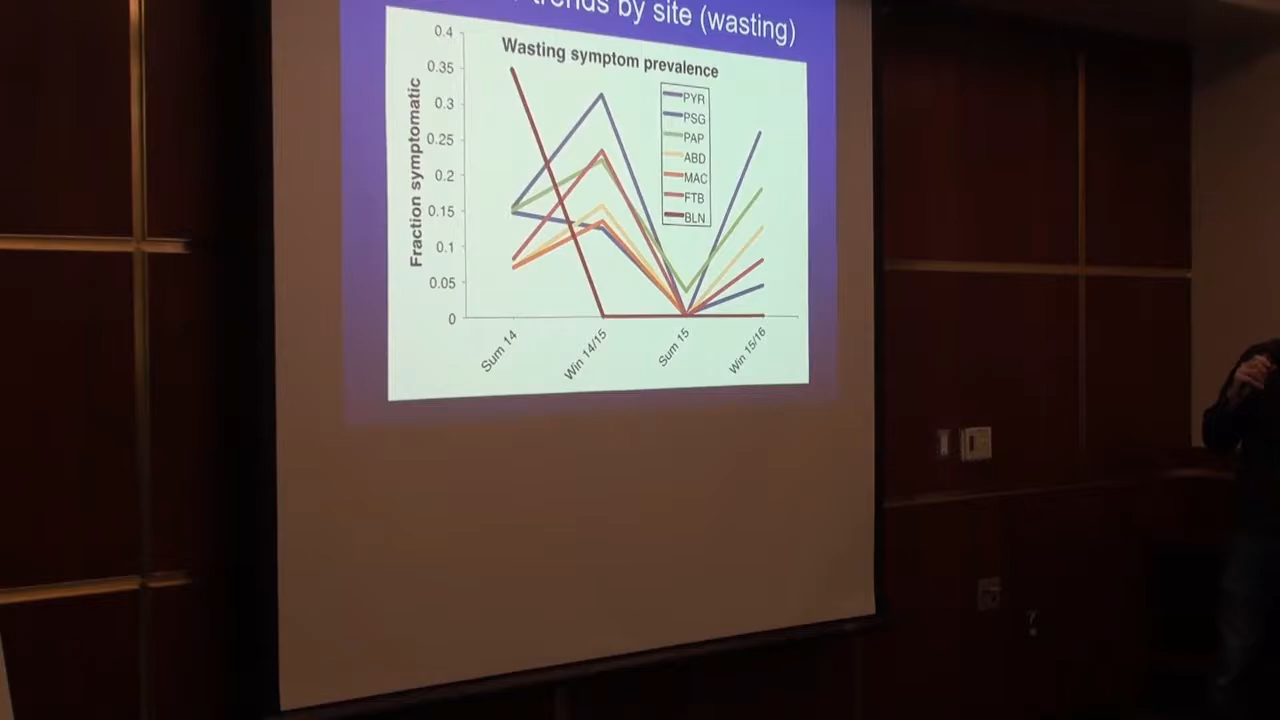 trends by site (wasting)
Wasting symptom prevalence
Fraction symptomatic
0.4
0.35
0.3
0.25
0.2
0.15
0.1
0.05
0
PYR
PSG
PAP
ABD
MAC
FTB
BLN
Sum 14
Win 14/15
Sum 15
Win 15/16